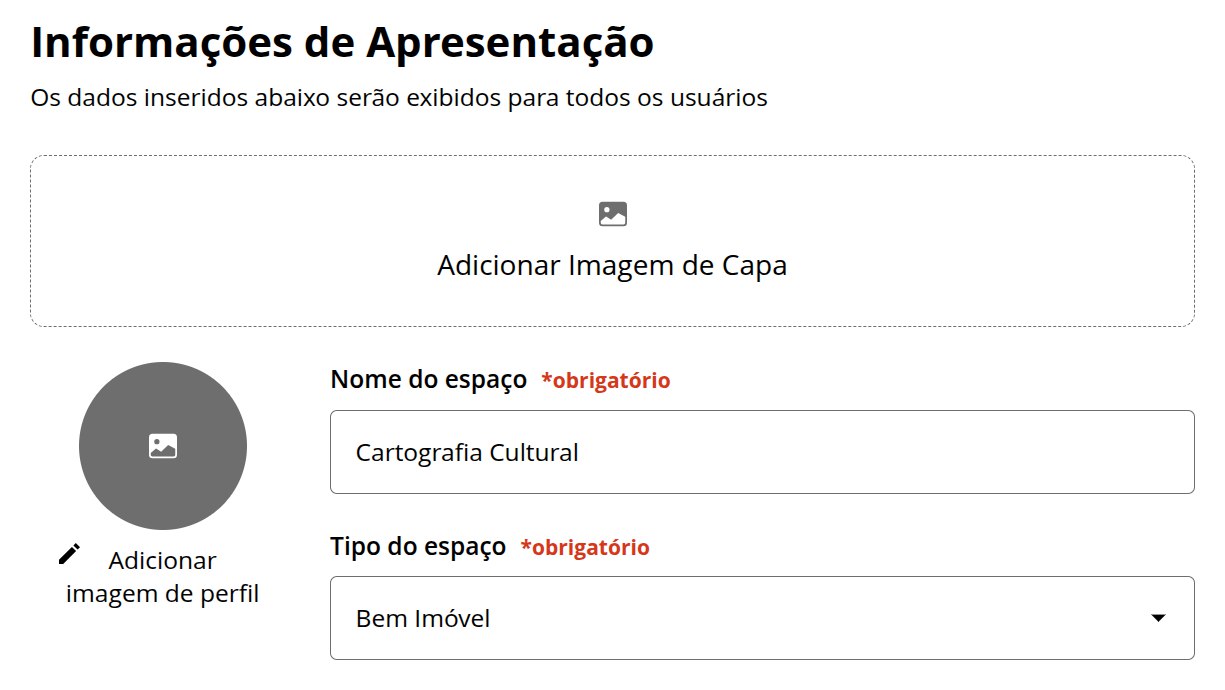 Informações de Apresentação
Os dados inseridos abaixo serão exibidos para todos os usuários
Adicionar Imagem de Capa
Nome do espaço *obrigatório
Cartografia Cultural
Tipo do espaço *obrigatório
Bem Imóvel
Adicionar
imagem de perfil